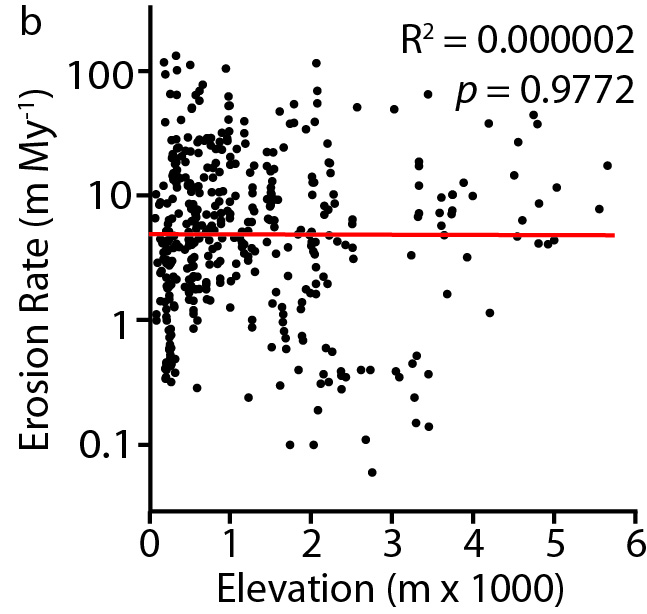 b
R² = 0.000002
p = 0.9772
Erosion Rate (m My⁻¹)
100
10
1
0.1
0 1 2 3 4 5 6
Elevation (m x 1000)